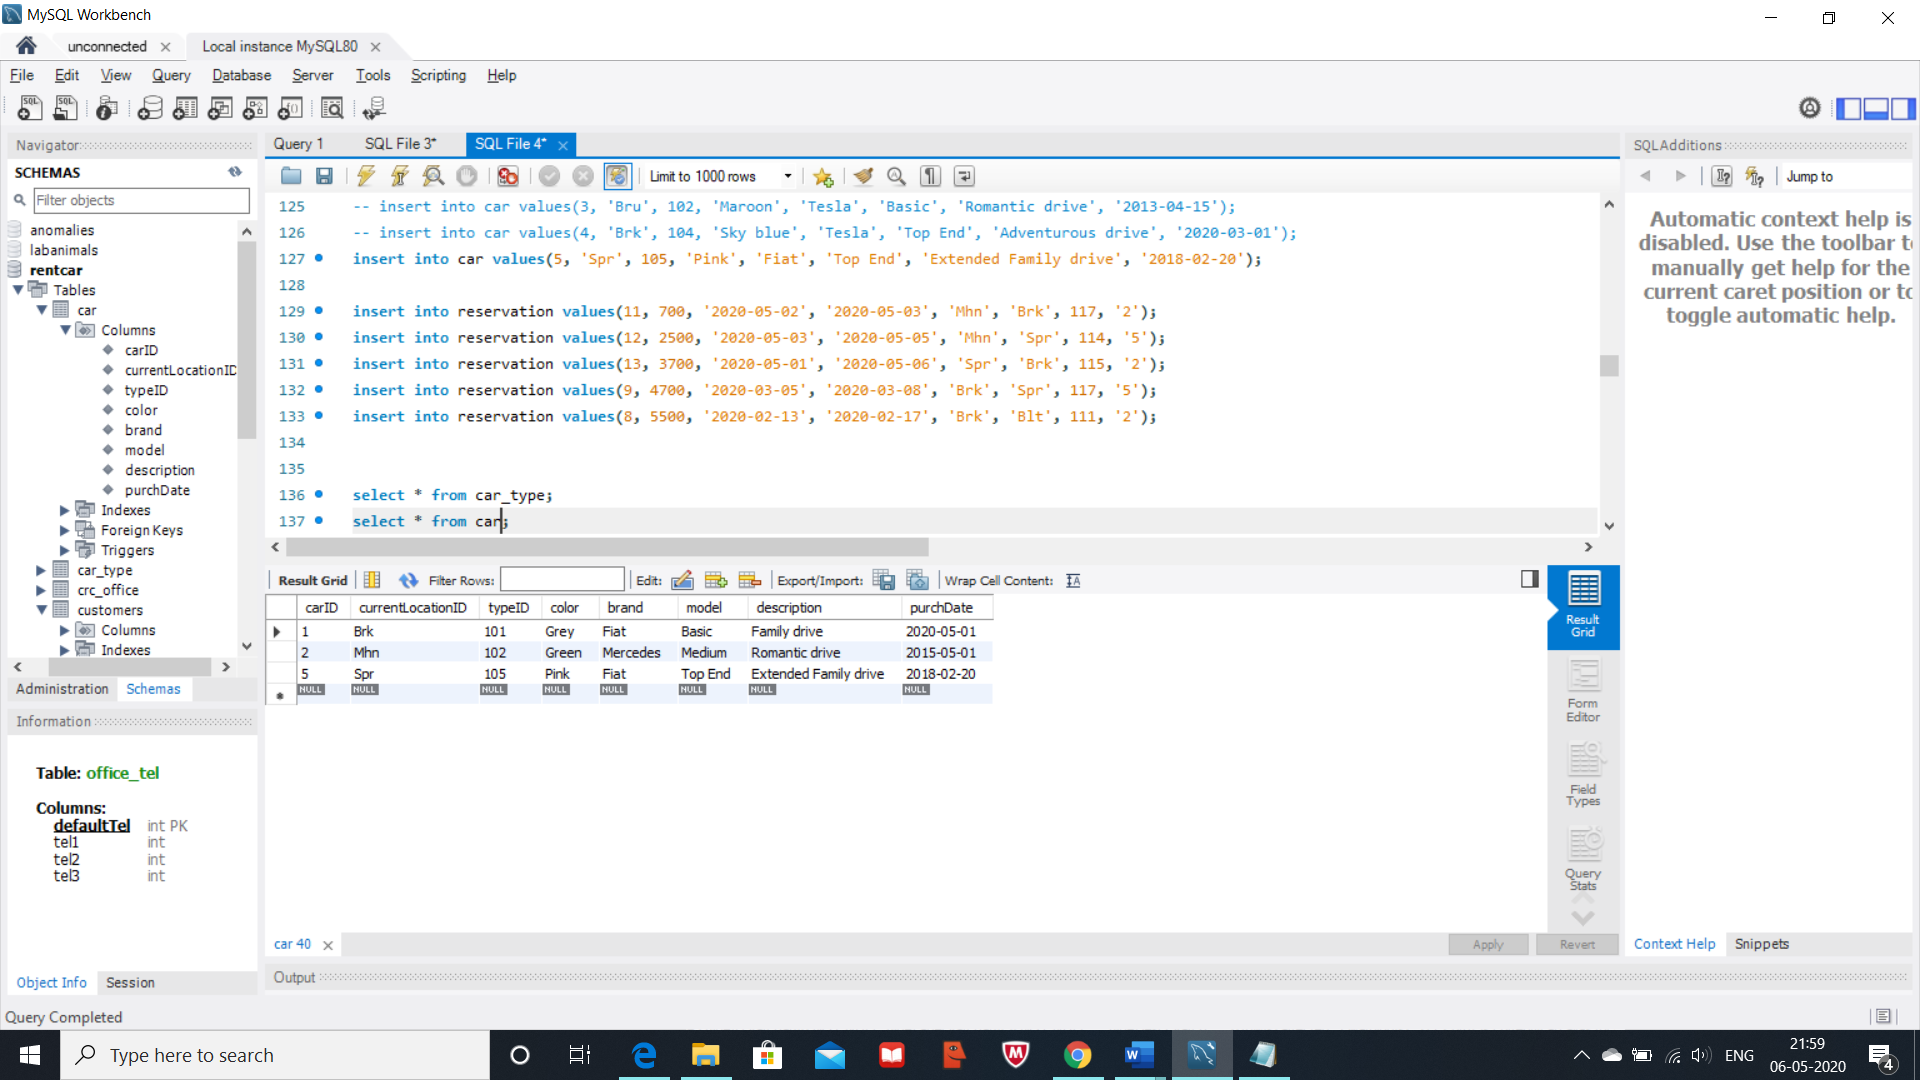 MySQL Workbench
unconnected
Local instance MySQL80
File Edit View Query Database Server Tools Scripting Help
Navigator
SCHEMAS
Filter objects
anomalies
labanimals
rentcar
Tables
car
Columns
carID
currentLocationID
typeID
color
brand
model
description
purchDate
Indexes
Foreign Keys
Triggers
car_type
crc_office
customers
Columns
Indexes
Administration Schemas
Information
Table: office_tel
Columns:
defaultTel int PK
tel1 int
tel2 int
tel3 int
Object Info Session
Query Completed
Query 1 SQL File 3* SQL File 4*
Limit to 1000 rows
125 -- insert into car values(3, 'Bru', 102, 'Maroon', 'Tesla', 'Basic', 'Romantic drive', '2013-04-15');
126 -- insert into car values(4, 'Brk', 104, 'Sky blue', 'Tesla', 'Top End', 'Adventurous drive', '2020-03-01');
127 insert into car values(5, 'Spr', 105, 'Pink', 'Fiat', 'Top End', 'Extended Family drive', '2018-02-20');
128
129 insert into reservation values(11, 700, '2020-05-02', '2020-05-03', 'Mhn', 'Brk', 117, '2');
130 insert into reservation values(12, 2500, '2020-05-03', '2020-05-05', 'Mhn', 'Spr', 114, '5');
131 insert into reservation values(13, 3700, '2020-05-01', '2020-05-06', 'Spr', 'Brk', 115, '2');
132 insert into reservation values(9, 4700, '2020-03-05', '2020-03-08', 'Brk', 'Spr', 117, '5');
133 insert into reservation values(8, 5500, '2020-02-13', '2020-02-17', 'Brk', 'Blt', 111, '2');
134
135
136 select * from car_type;
137 select * from car;
Result Grid Filter Rows: Edit: Export/Import: Wrap Cell Content:
carID currentLocationID typeID color brand model description purchDate
1 Brk 101 Grey Fiat Basic Family drive 2020-05-01
2 Mhn 102 Green Mercedes Medium Romantic drive 2015-05-01
5 Spr 105 Pink Fiat Top End Extended Family drive 2018-02-20
NULL NULL NULL NULL NULL NULL NULL NULL
Result
Grid
Form
Editor
Field
Types
Query
Stats
car 40
Apply Revert
Output
SQLAdditions
Jump to
Automatic context help is
disabled. Use the toolbar to
manually get help for the
current caret position or to
toggle automatic help.
Context Help Snippets
Type here to search
ENG
21:59
06-05-2020
4